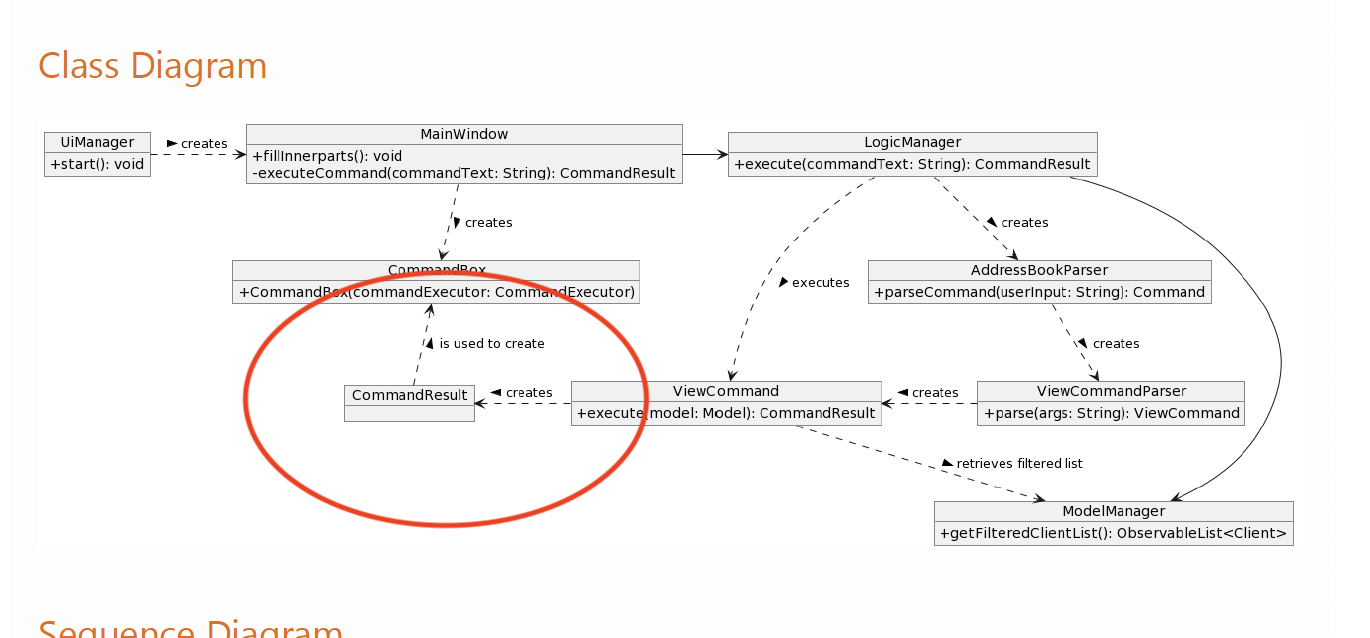 Class Diagram
UiManager
+start(): void
creates
MainWindow
+fillInnerparts(): void
-executeCommand(commandText: String): CommandResult
LogicManager
+execute(commandText: String): CommandResult
creates
creates
CommandBox
+CommandBox(commandExecutor: CommandExecutor)
executes
AddressBookParser
+parseCommand(userInput: String): Command
is used to create
creates
CommandResult
creates
ViewCommand
+execute(model: Model): CommandResult
creates
ViewCommandParser
+parse(args: String): ViewCommand
retrieves filtered list
ModelManager
+getFilteredClientList(): ObservableList<Client>
Sequence Diagram